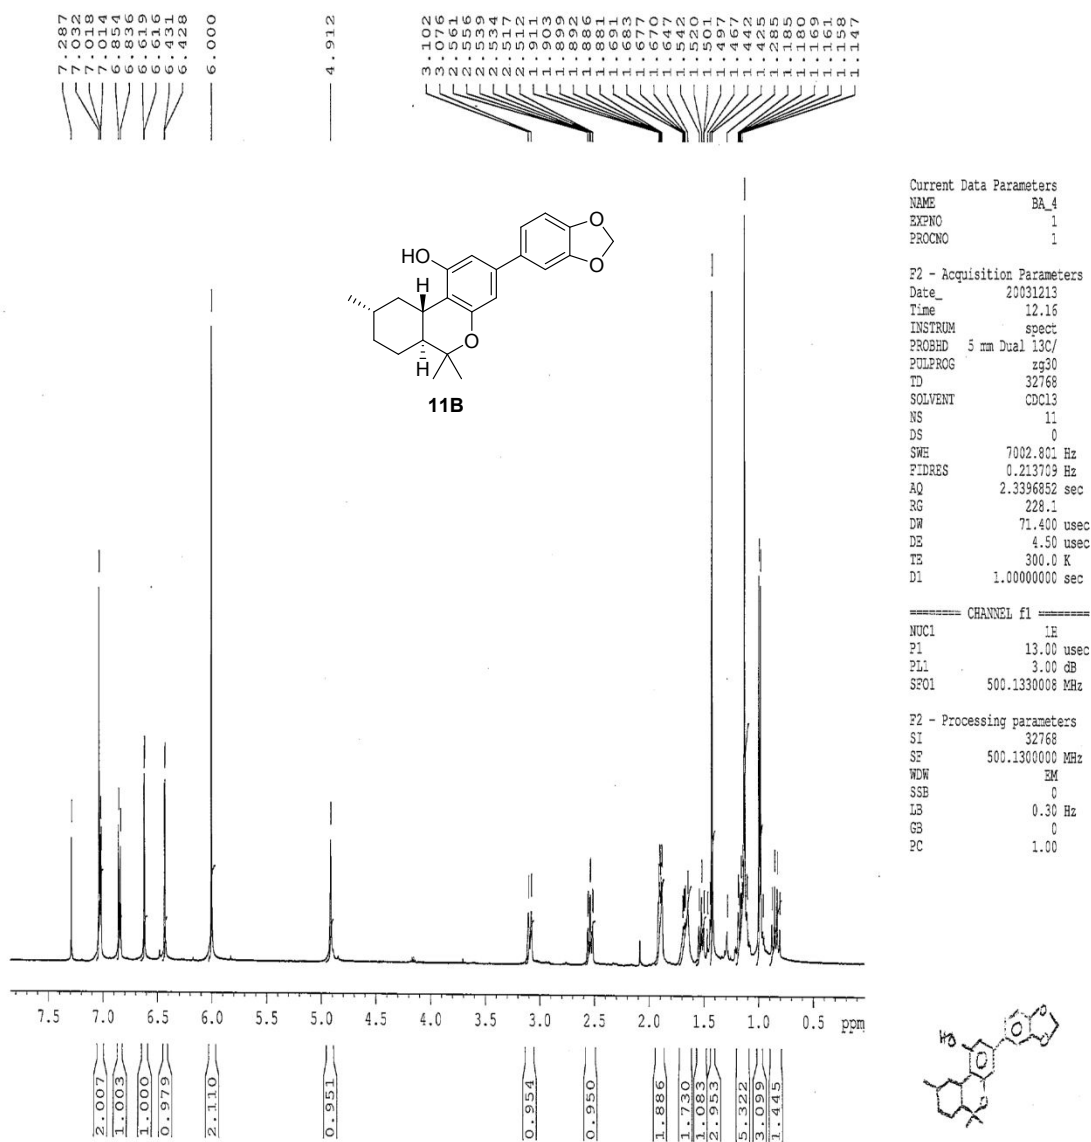 7.287
7.032
7.018
7.014
6.854
6.836
6.619
6.616
6.431
6.428
6.000
4.912
3.102
3.076
2.561
2.556
2.539
2.534
2.517
2.512
1.911
1.903
1.899
1.892
1.886
1.881
1.691
1.683
1.677
1.670
1.647
1.542
1.520
1.501
1.497
1.467
1.442
1.425
1.285
1.185
1.180
1.169
1.161
1.158
1.147
Current Data Parameters
NAME BA_4
EXPNO 1
PROCNO 1
F2 - Acquisition Parameters
Date_ 20031213
Time 12.16
INSTRUM spect
PROBHD 5 mm Dual 13C/
PULPROG zg30
TD 32768
SOLVENT CDCl3
NS 11
DS 0
SWH 7002.801 Hz
FIDRES 0.213709 Hz
AQ 2.3396852 sec
RG 228.1
DW 71.400 usec
DE 4.50 usec
TE 300.0 K
D1 1.00000000 sec
======== CHANNEL f1 ========
NUC1 1H
P1 13.00 usec
PL1 3.00 dB
SFO1 500.1330008 MHz
F2 - Processing parameters
SI 32768
SF 500.1300000 MHz
WDW EM
SSB 0
LB 0.30 Hz
GB 0
PC 1.00
O
O
HO
H
O
H
11B
7.5 7.0 6.5 6.0 5.5 5.0 4.5 4.0 3.5 3.0 2.5 2.0 1.5 1.0 0.5 ppm
2.007
1.003
1.000
0.979
2.110
0.951
0.954
0.950
1.886
1.730
1.083
2.953
5.322
3.099
1.445
HO
O
O
O